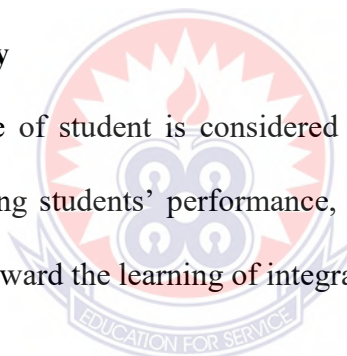 y
e of student is considered
ng students' performance,
ward the learning of integra
EDUCATION FOR SERVICE